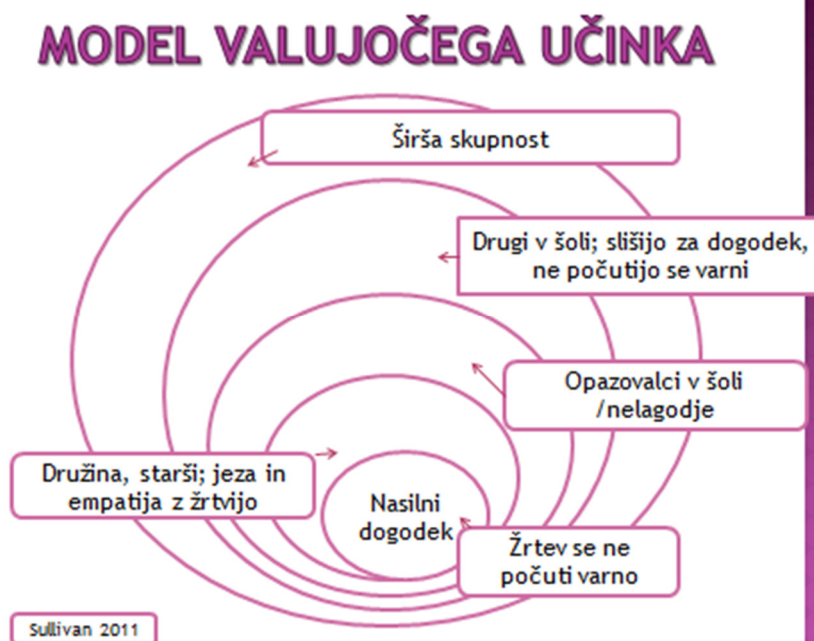 MODEL VALUJOČEGA UČINKA
Širša skupnost
Drugi v šoli; slišijo za dogodek,
ne počutijo se varni
Opazovalci v šoli
/nelagodje
Družina, starši; jeza in
empatija z žrtvijo
Nasilni
dogodek
Žrtev se ne
počuti varno
Sullivan 2011